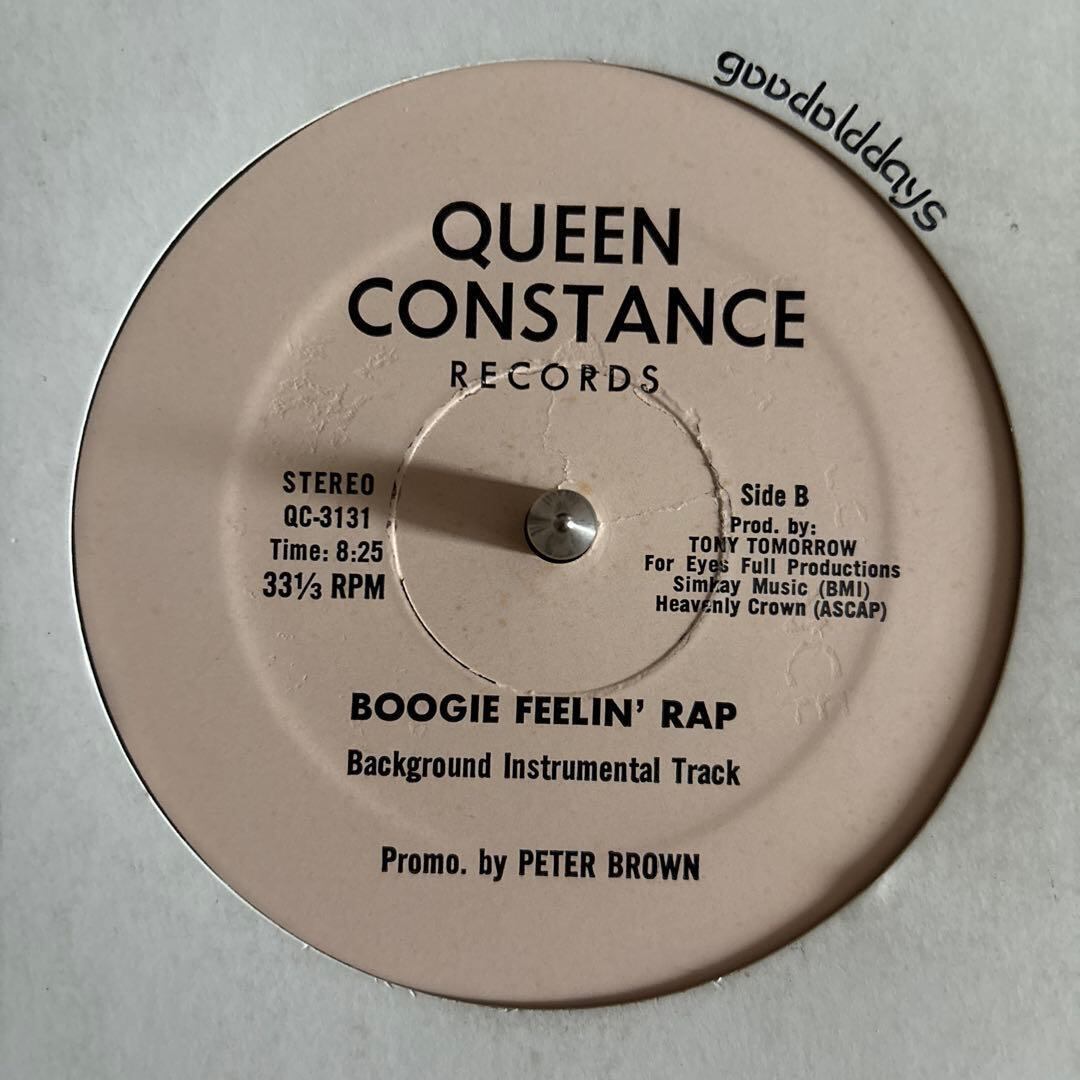 goodolddays
QUEEN
CONSTANCE
RECORDS
STEREO
QC-3131
Time: 8:25
33⅓ RPM
Side B
Prod. by:
TONY TOMORROW
For Eyes Full Productions
Simkay Music (BMI)
Heavenly Crown (ASCAP)
BOOGIE FEELIN' RAP
Background Instrumental Track
Promo. by PETER BROWN